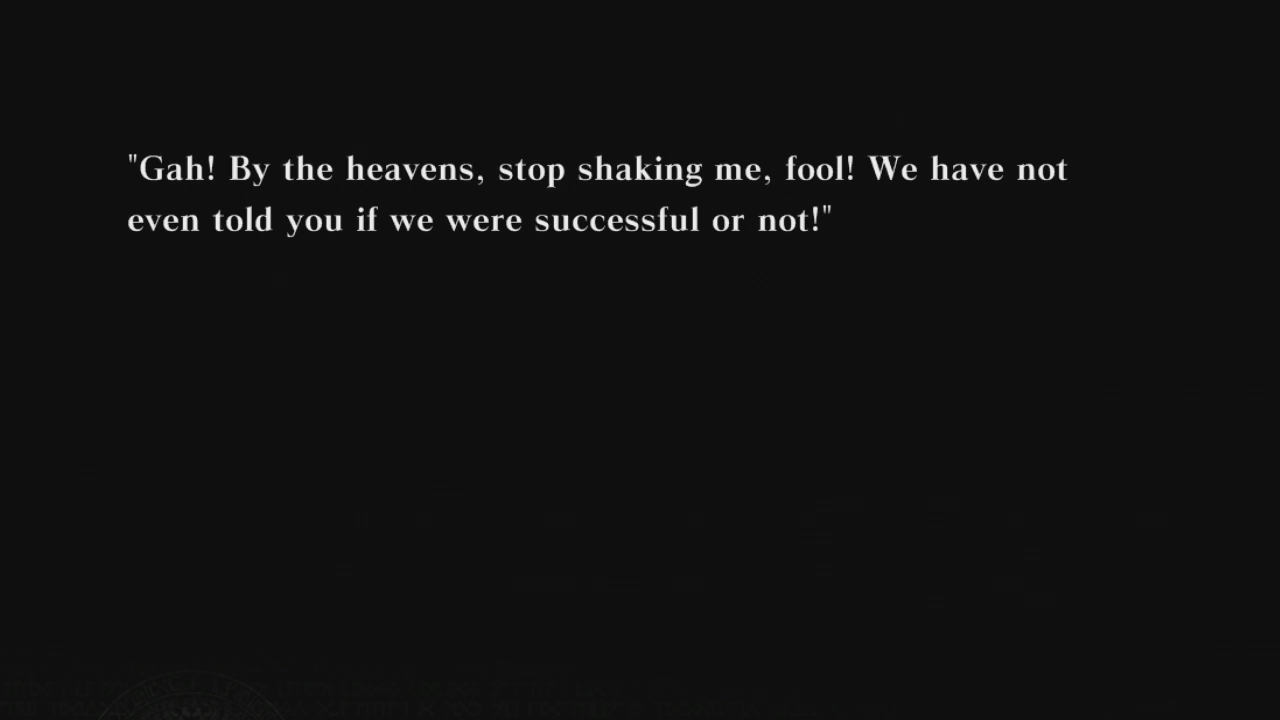 "Gah! By the heavens, stop shaking me, fool! We have not
even told you if we were successful or not!"